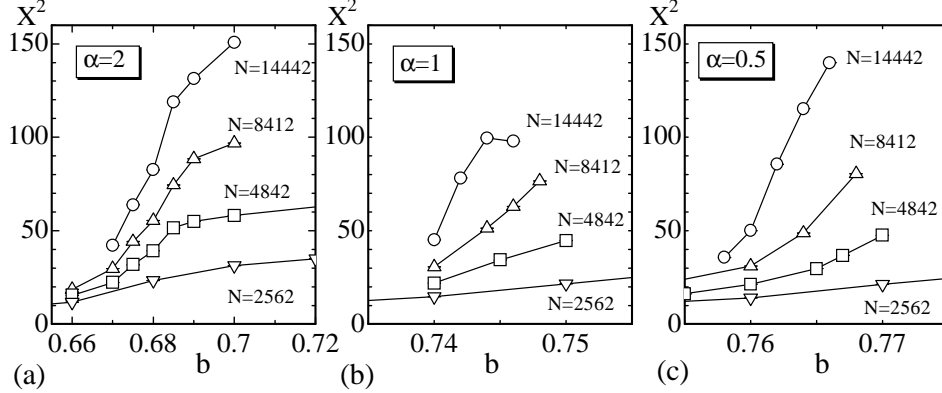 X²
150
100
50
0
α=2
N=14442
N=8412
N=4842
N=2562
0.66 0.68 0.7 0.72
(a) b
X²
150
100
50
0
α=1
N=14442
N=8412
N=4842
N=2562
0.74 0.75
(b) b
X²
150
100
50
0
α=0.5
N=14442
N=8412
N=4842
N=2562
0.76 0.77
(c) b